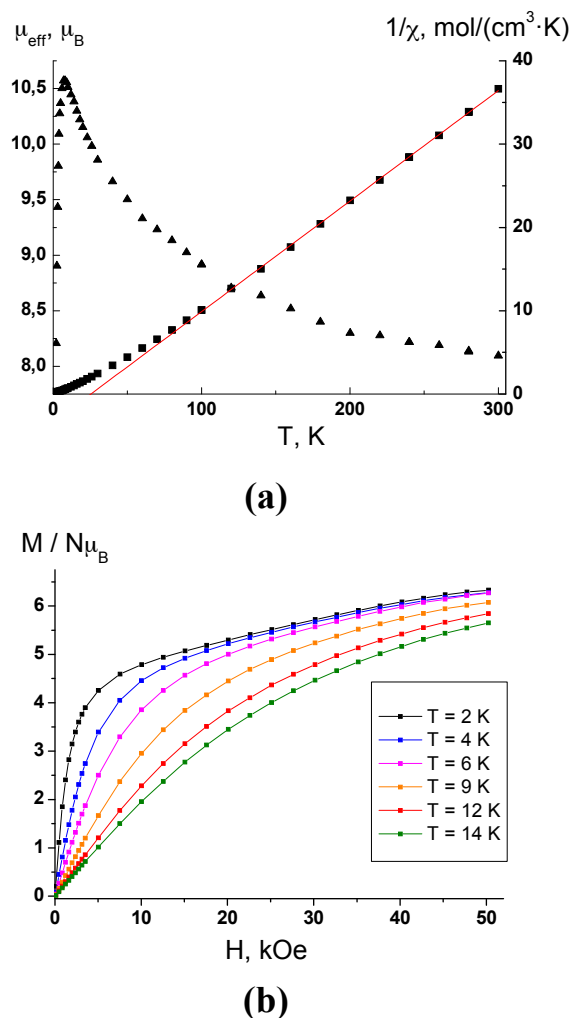 μeff, μB 1/χ, mol/(cm³·K)
10,5 40
10,0 30
9,5
9,0 20
8,5 10
8,0 0
0 100 200 300
T, K
(a)
M / NμB
6
5
4
3
2
1
0
T = 2 K
T = 4 K
T = 6 K
T = 9 K
T = 12 K
T = 14 K
0 10 20 30 40 50
H, kOe
(b)